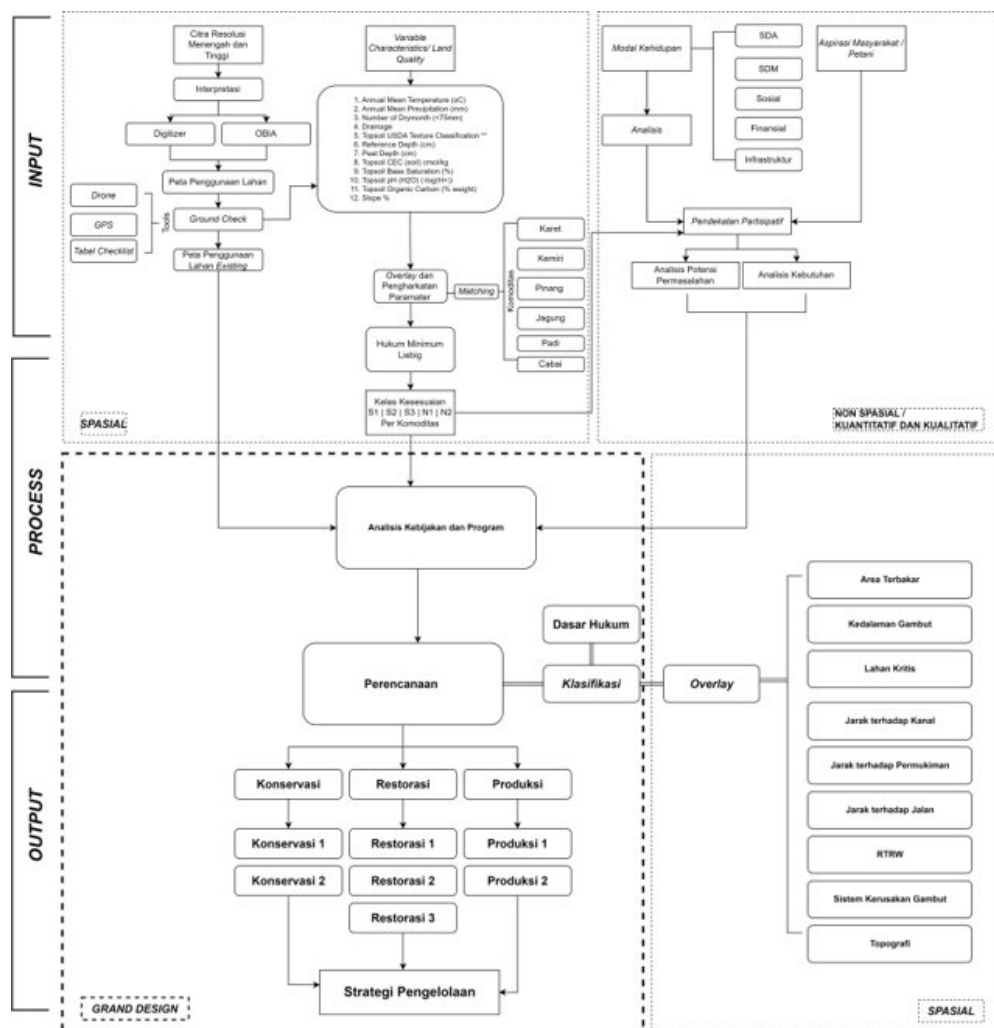 INPUT
PROCESS
OUTPUT
Citra Resolusi
Menengah dan
Tinggi
Interpretasi
Digitizer
OBIA
Peta Penggunaan Lahan
Drone
GPS
Tabel Checklist
Tools
Ground Check
Peta Penggunaan
Lahan Existing
Variable
Characteristics/ Land
Quality
1. Annual Mean Temperature (oC)
2. Annual Mean Precipitation (mm)
3. Number of Drymonth (<75mm)
4. Drainage
5. Topsoil USDA Texture Classification **
6. Reference Depth (cm)
7. Peat Depth (cm)
8. Topsoil CEC (soil) cmol/kg
9. Topsoil Base Saturation (%)
10. Topsoil pH (H2O) (-log(H+))
11. Topsoil Organic Carbon (% weight)
12. Slope %
Overlay dan
Pengharkatan
Paramater
Matching
Komoditas
Karet
Kemiri
Pinang
Jagung
Padi
Cabai
Hukum Minimum
Liebig
Kelas Kesesuaian
S1 | S2 | S3 | N1 | N2
Per Komoditas
SPASIAL
Modal Kehidupan
SDA
SDM
Sosial
Finansial
Infrastruktur
Aspirasi Masyarakat /
Petani
Analisis
Pendekatan Partisipatif
Analisis Potensi
Permasalahan
Analisis Kebutuhan
NON SPASIAL /
KUANTITATIF DAN KUALITATIF
Analisis Kebijakan dan Program
Perencanaan
Dasar Hukum
Klasifikasi
Overlay
Area Terbakar
Kedalaman Gambut
Lahan Kritis
Jarak terhadap Kanal
Jarak terhadap Permukiman
Jarak terhadap Jalan
RTRW
Sistem Kerusakan Gambut
Topografi
Konservasi
Restorasi
Produksi
Konservasi 1
Restorasi 1
Produksi 1
Konservasi 2
Restorasi 2
Produksi 2
Restorasi 3
Strategi Pengelolaan
GRAND DESIGN
SPASIAL